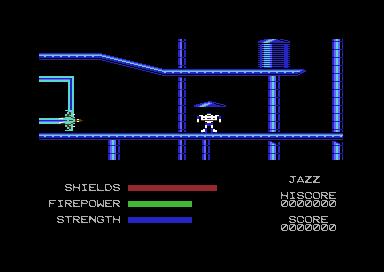 JAZZ
SHIELDS
HISCORE
FIREPOWER
0000000
STRENGTH
SCORE
0000000